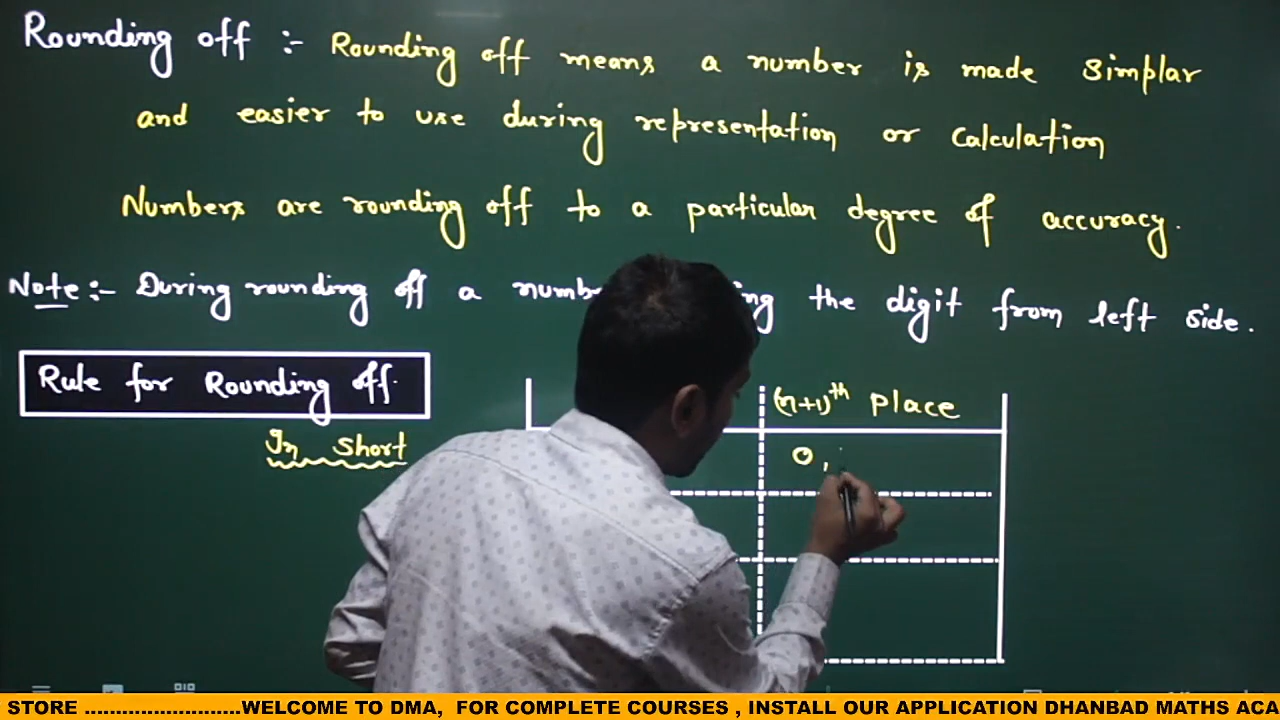 Rounding off :- Rounding off means a number is made simplar
and easier to use during representation or calculation
Numbers are rounding off to a particular degree of accuracy.
Note :- During rounding off a the digit from left side.
Rule for Rounding off.
In short
(n+1)th place
0 ,
STORE ........................WELCOME TO DMA, FOR COMPLETE COURSES , INSTALL OUR APPLICATION DHANBAD MATHS ACA